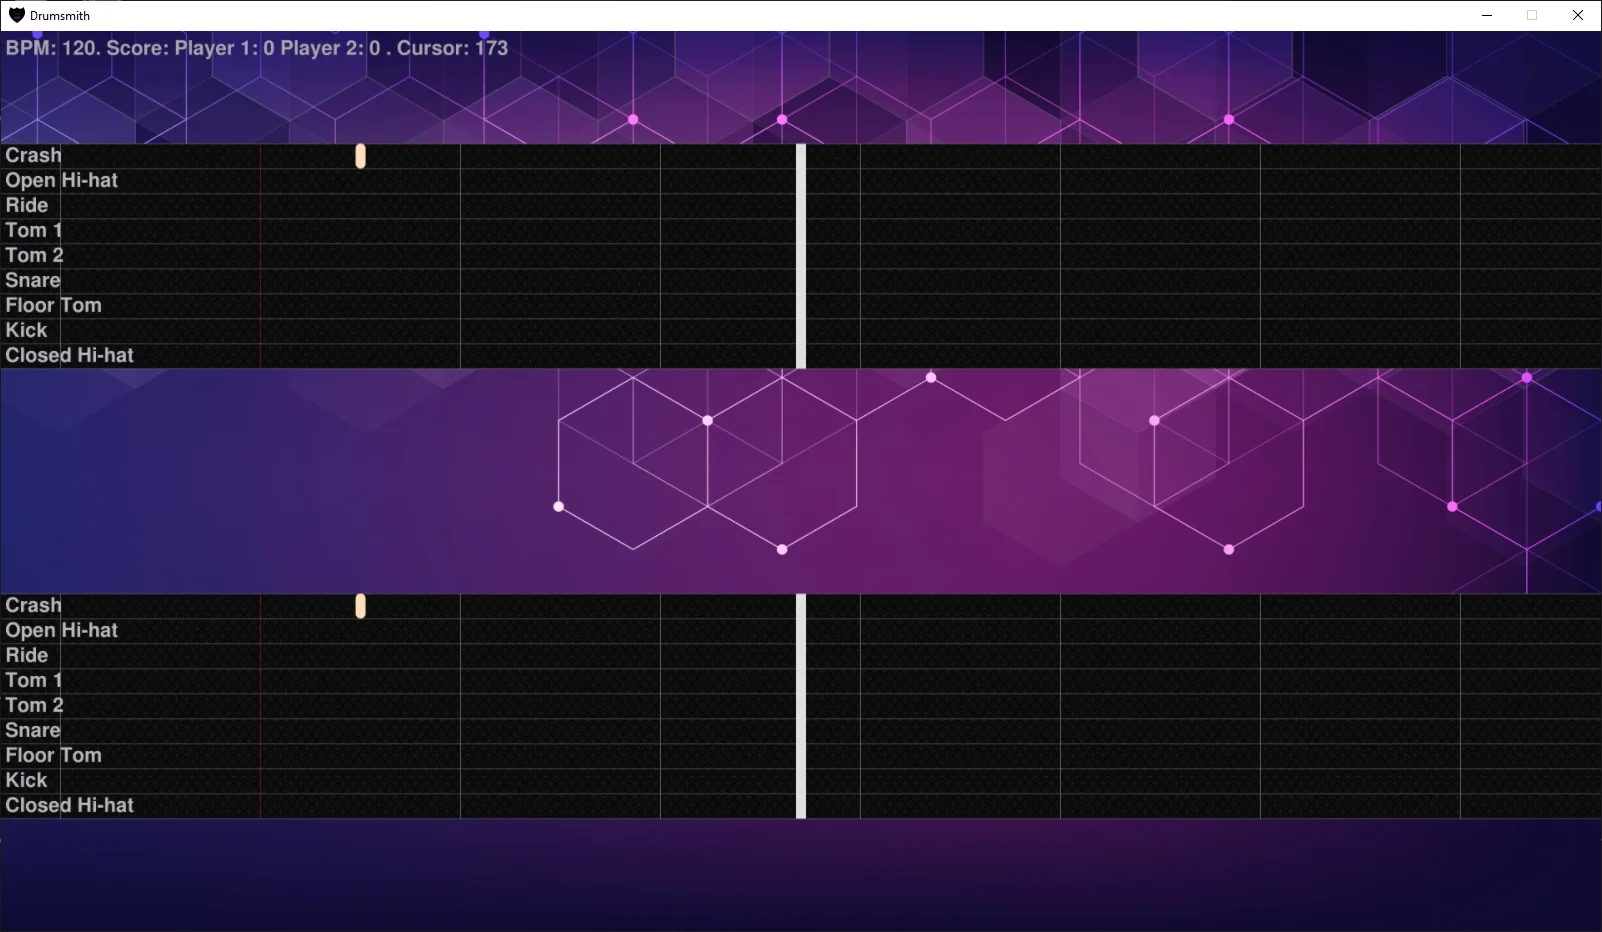 Drumsmith
BPM: 120. Score: Player 1: 0 Player 2: 0 . Cursor: 173
Crash
Open Hi-hat
Ride
Tom 1
Tom 2
Snare
Floor Tom
Kick
Closed Hi-hat
Crash
Open Hi-hat
Ride
Tom 1
Tom 2
Snare
Floor Tom
Kick
Closed Hi-hat